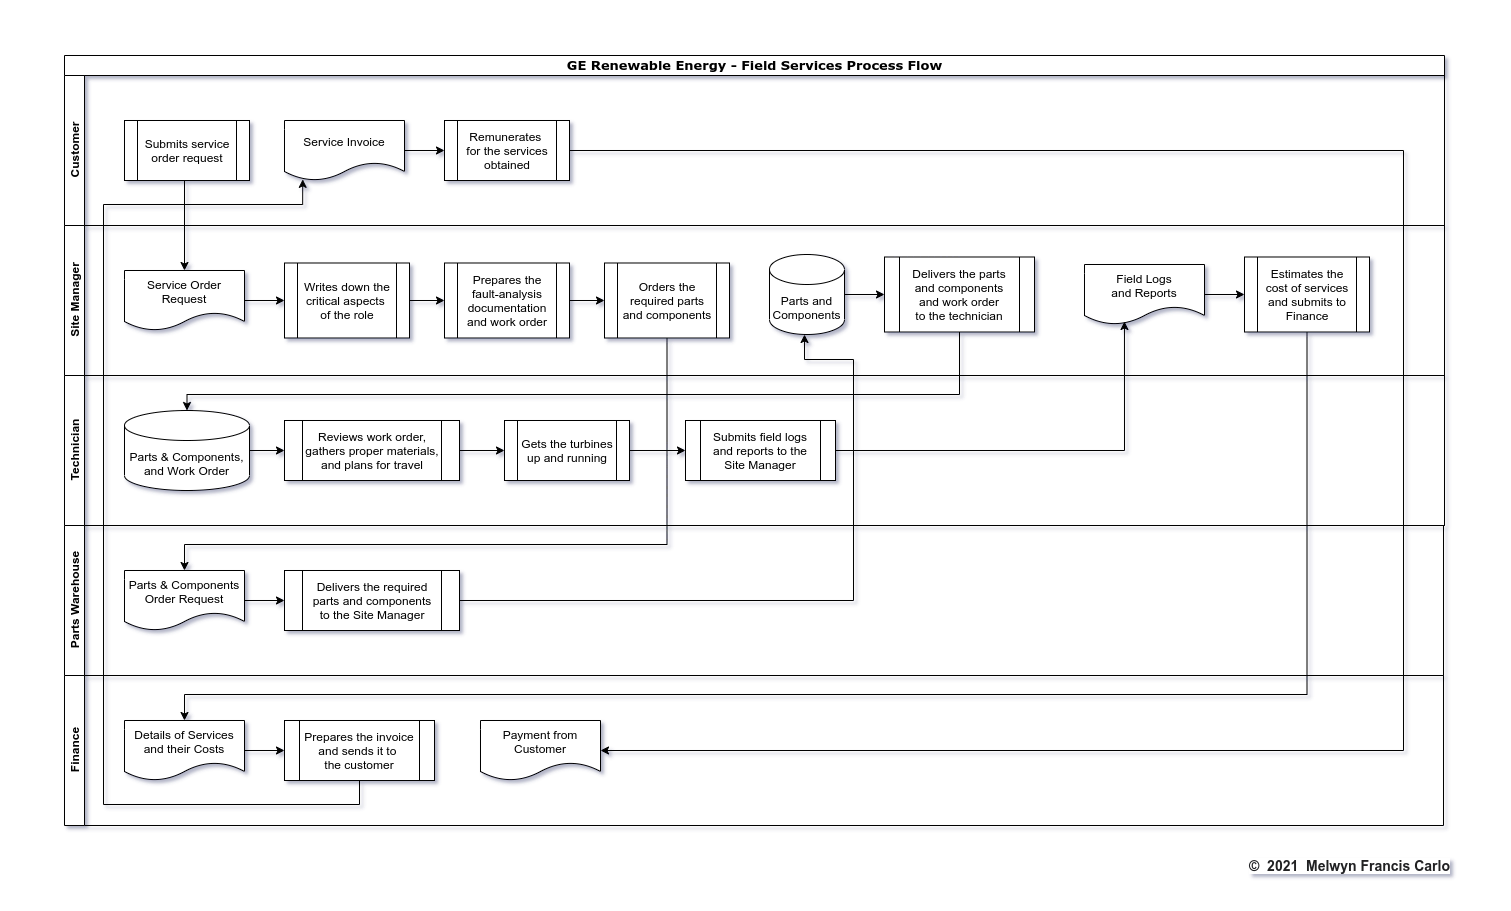 GE Renewable Energy – Field Services Process Flow
Customer
Submits service
order request
Service Invoice
Remunerates
for the services
obtained
Site Manager
Service Order
Request
Writes down the
critical aspects
of the role
Prepares the
fault-analysis
documentation
and work order
Orders the
required parts
and components
Parts and
Components
Delivers the parts
and components
and work order
to the technician
Field Logs
and Reports
Estimates the
cost of services
and submits to
Finance
Technician
Parts & Components,
and Work Order
Reviews work order,
gathers proper materials,
and plans for travel
Gets the turbines
up and running
Submits field logs
and reports to the
Site Manager
Parts Warehouse
Parts & Components
Order Request
Delivers the required
parts and components
to the Site Manager
Finance
Details of Services
and their Costs
Prepares the invoice
and sends it to
the customer
Payment from
Customer
© 2021 Melwyn Francis Carlo